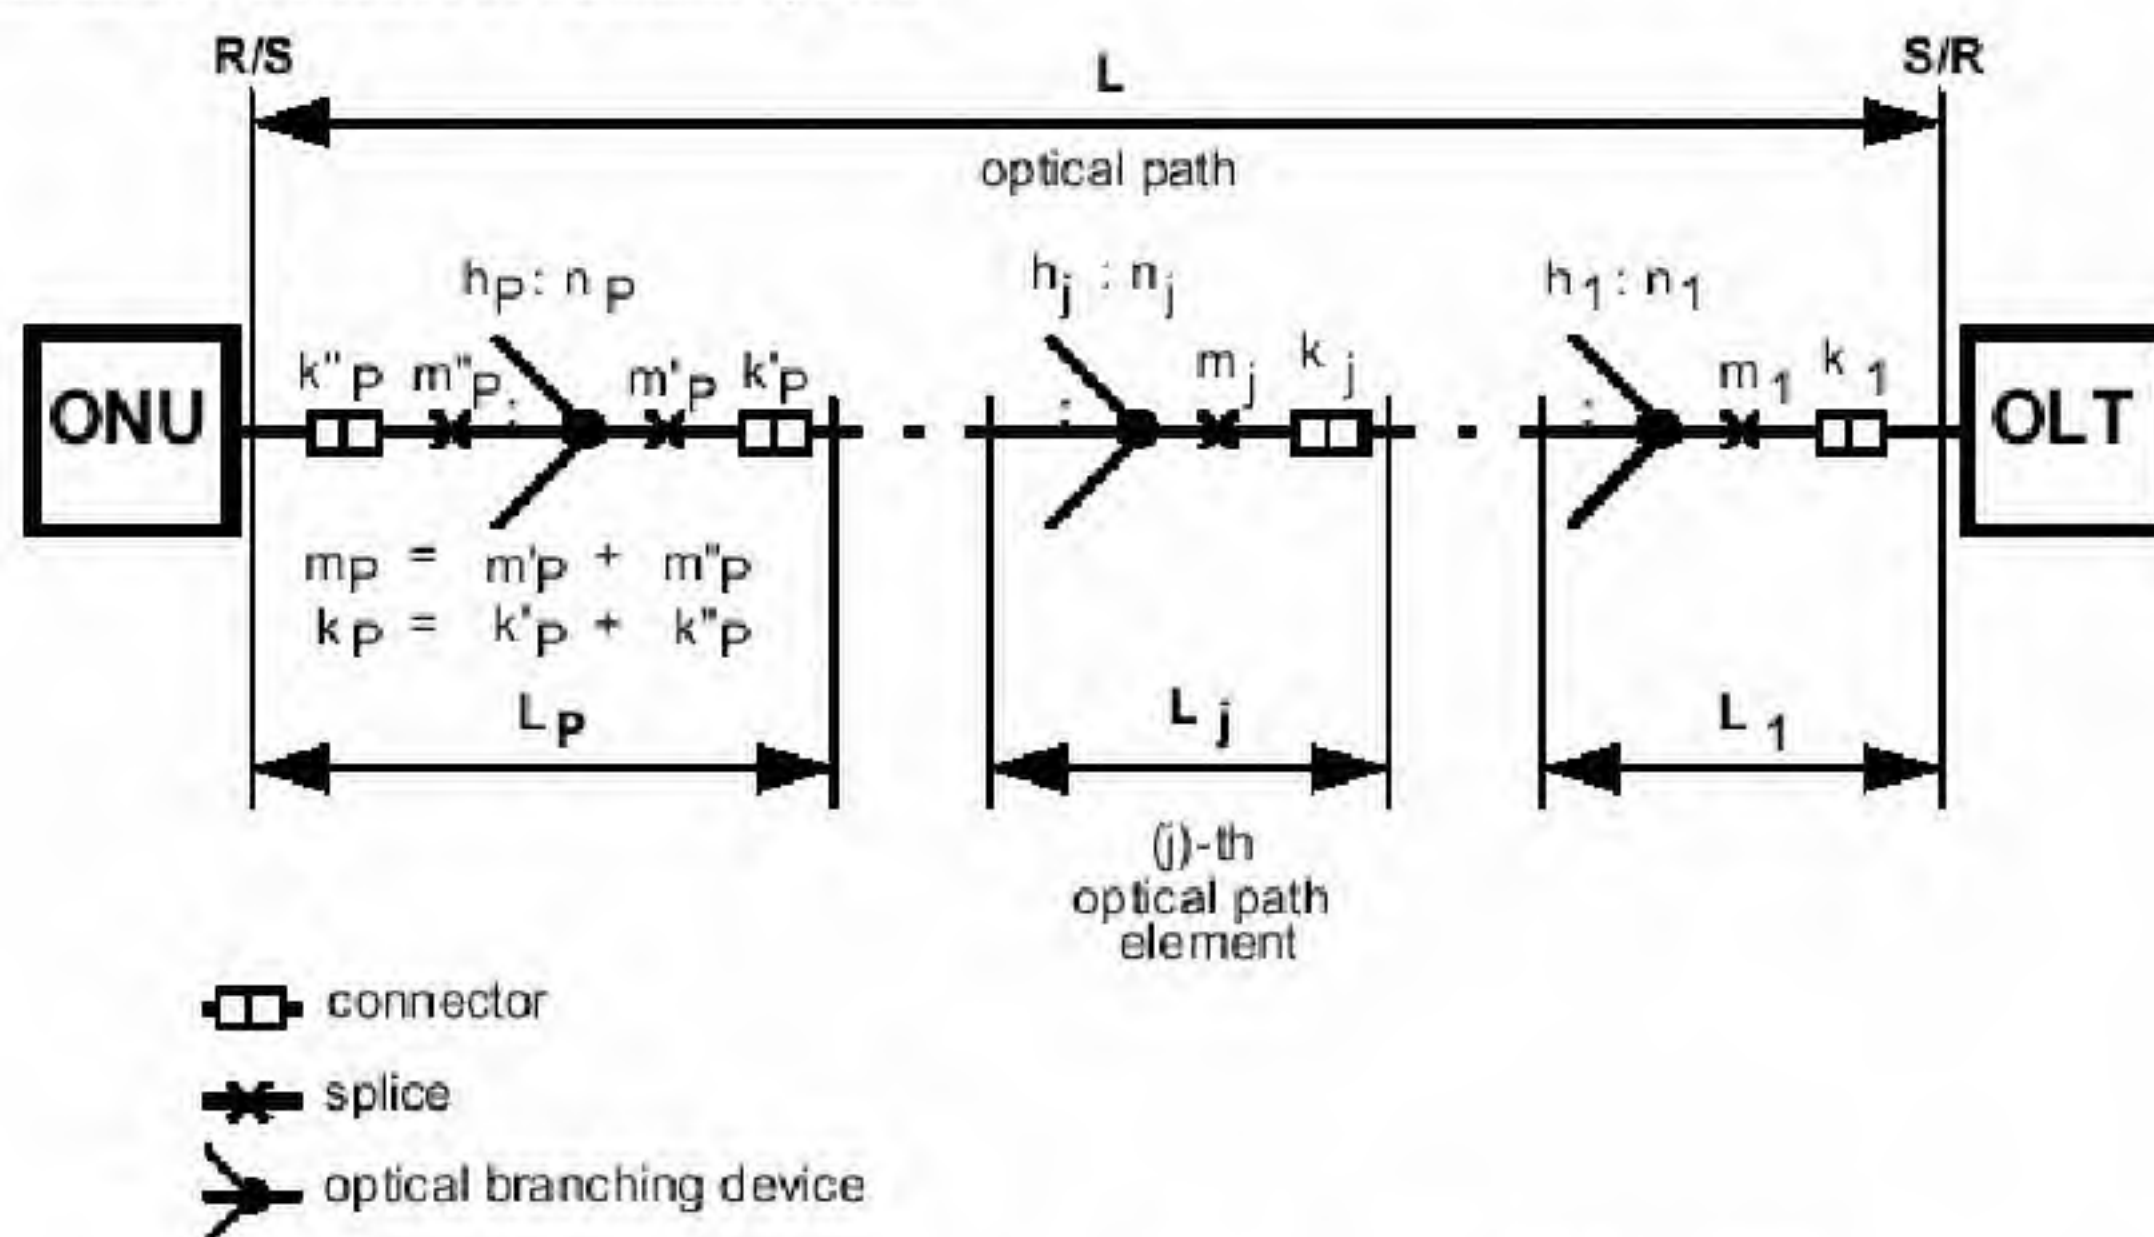 R/S L S/R
optical path
hP: nP hj : nj h1: n1
k"P m"P m'P k'P mj kj m1 k1
ONU OLT
mP = m'P + m"P
kP = k'P + k"P
LP Lj L1
(j)-th
optical path
element
connector
splice
optical branching device